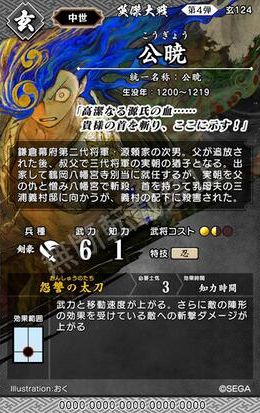 玄
中世
英傑大戦
第4弾
玄124
こうぎょう
公暁
統一名称:公暁
生没年:1200~1219
「高潔なる源氏の血……
貴様の首を斬り、ここに示す!」
鎌倉幕府第二代将軍・源頼家の次男。父が追放さ
れた後、叔父で三代将軍の実朝の猶子となる。出
家して鶴岡八幡宮寺別当に就任するが、実朝を父
の仇と憎み八幡宮で斬殺。首を持って乳母夫の三
浦義村邸に向かうが、義村の配下に殺害された。
兵種
武力
知力
武将コスト
剣豪
6
1
特技
忍
おんしゅうのたち
怨讐の太刀
必要士気
3
効果時間
知力時間
効果範囲
武力と移動速度が上がる。さらに敵の陣形
の効果を受けている敵への斬撃ダメージが
上がる
Illustration:おく
©SEGA
0000-0000-0000-0000-0000